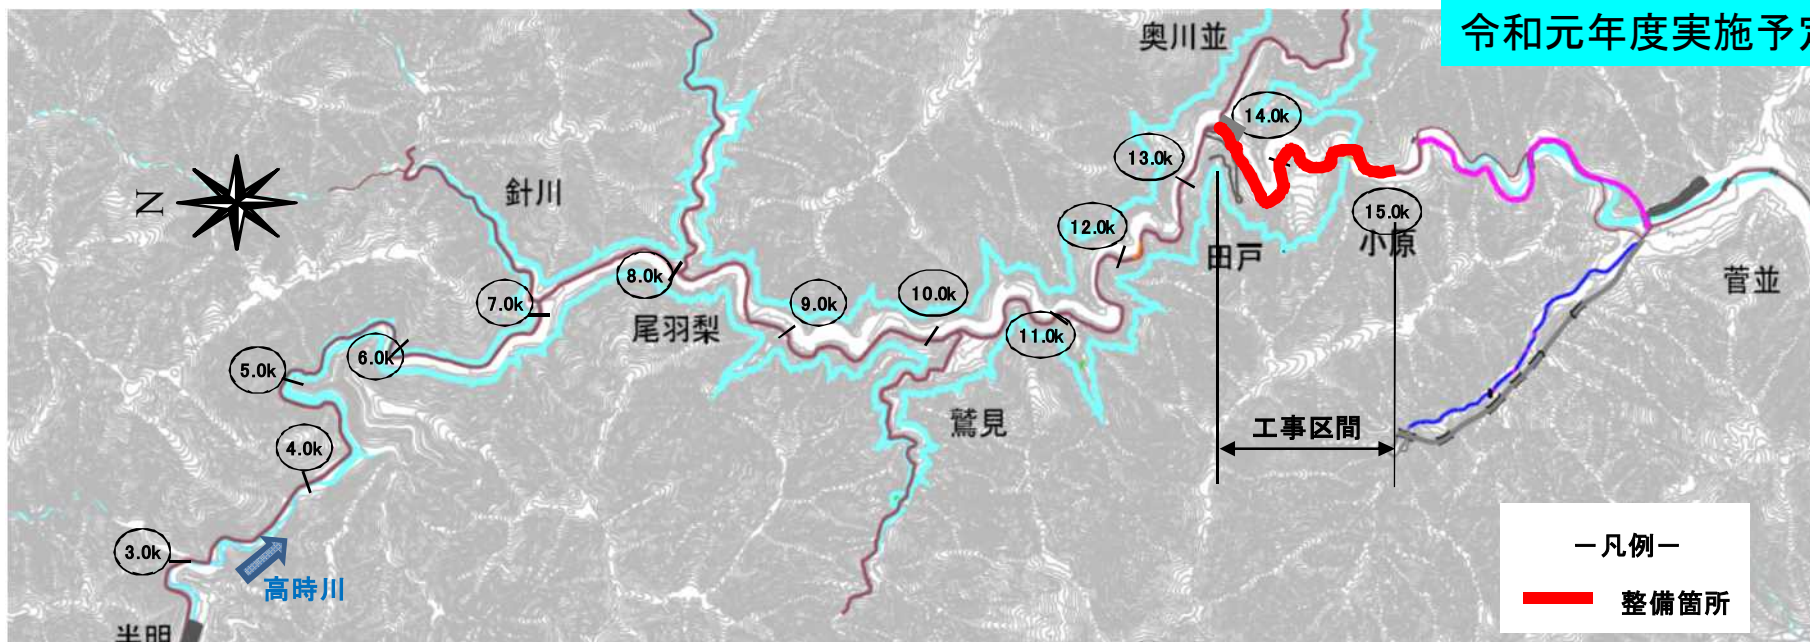 令和元年度実施予定
奥川並
14.0k
13.0k
N
針川
15.0k
12.0k
小原
田戸
菅並
8.0k
7.0k
9.0k
10.0k
尾羽梨
11.0k
6.0k
5.0k
鷲見
工事区間
4.0k
3.0k
高時川
半明
―凡例―
整備箇所